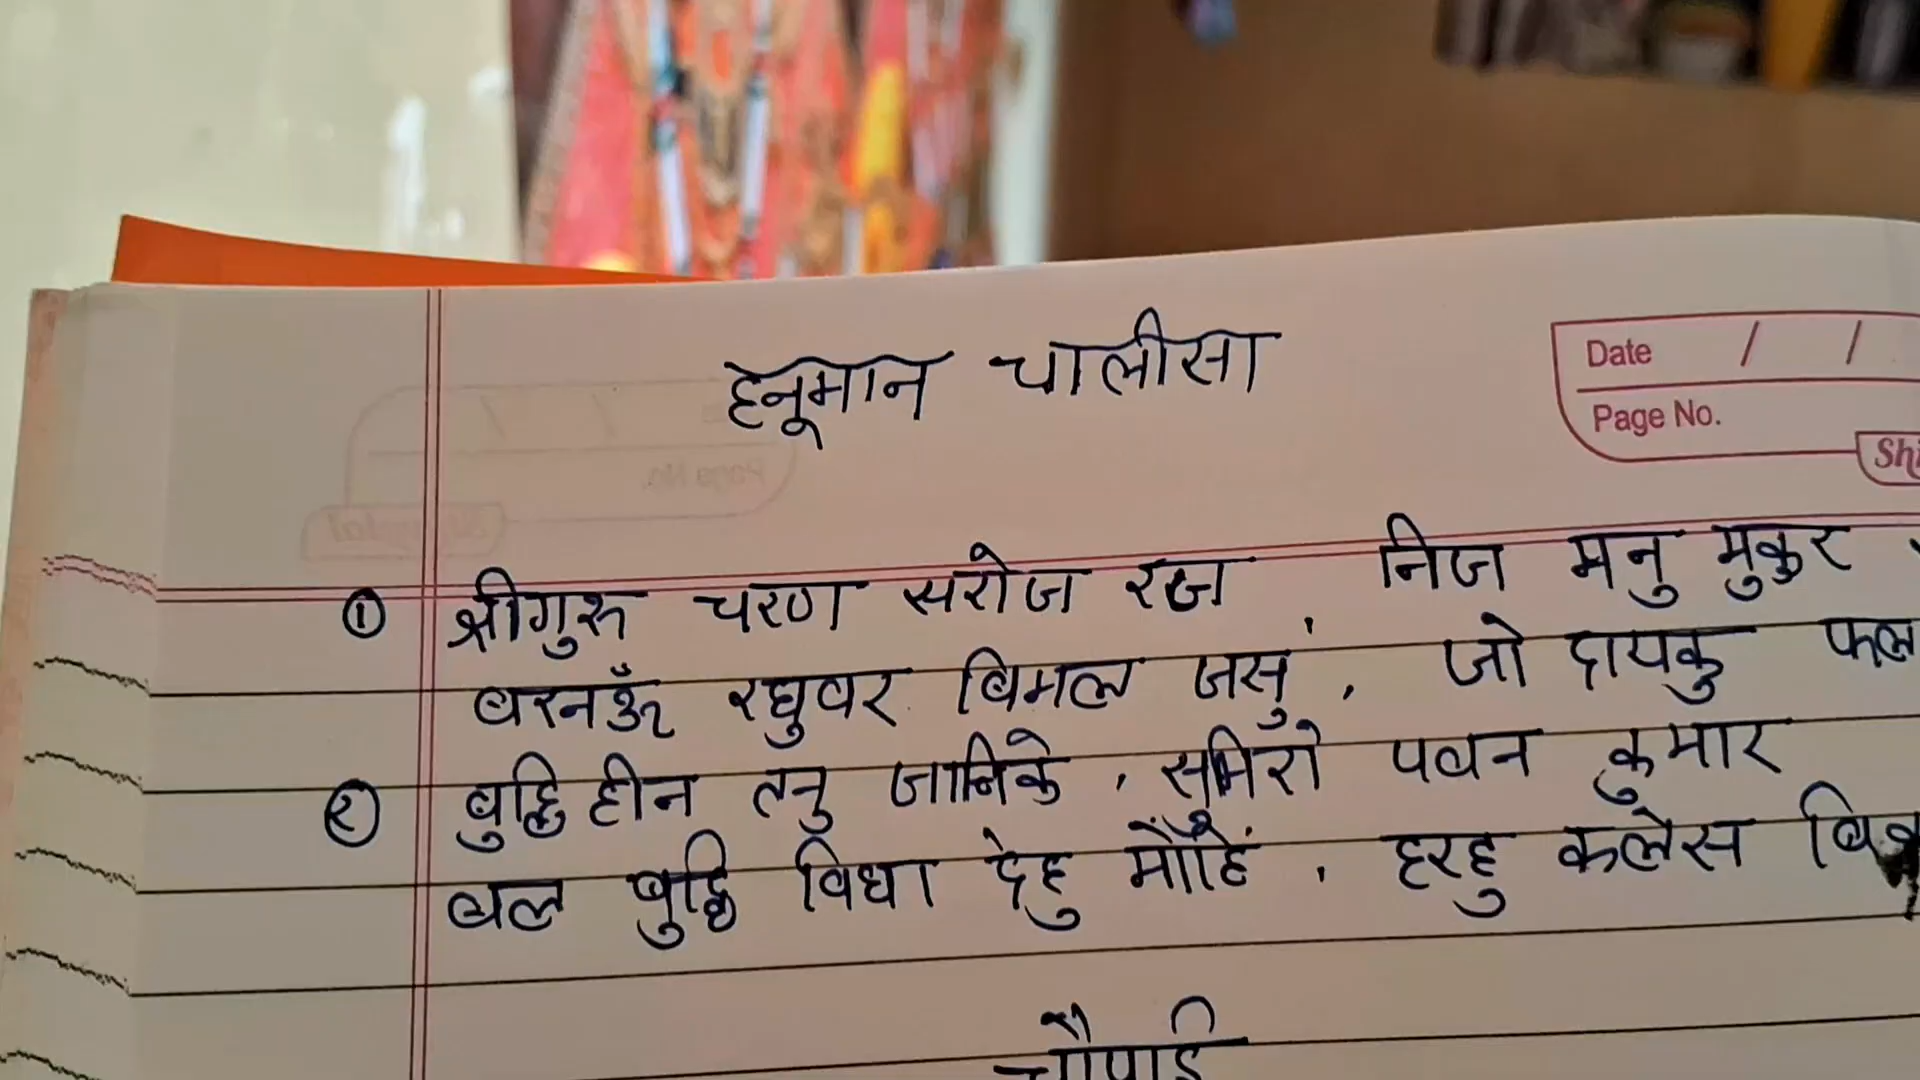 हनूमान चालीसा
Date / /
Page No.
① श्रीगुरु चरण सरोज रज, निज मनु मुकुर
बरनऊँ रघुवर बिमल जसु, जो दायकु फल
② बुद्धिहीन तनु जानिके, सुमिरो पवन कुमार
बल बुद्धि विधा देहु मोंहिं, हरहु कलेस
चौपाई